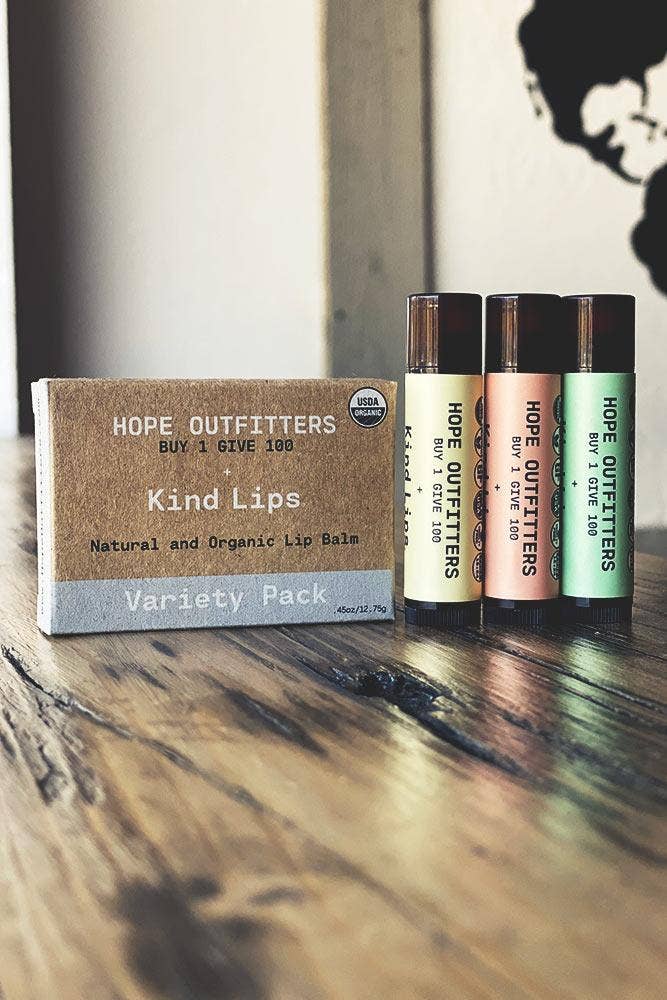 HOPE OUTFITTERS
BUY 1 GIVE 100
+
Kind Lips
Natural and Organic Lip Balm
Variety Pack
.45oz/12.75g
USDA
ORGANIC
Kind Lips
+
HOPE OUTFITTERS
BUY 1 GIVE 100
+
HOPE OUTFITTERS
BUY 1 GIVE 100
+
HOPE OUTFITTERS
BUY 1 GIVE 100